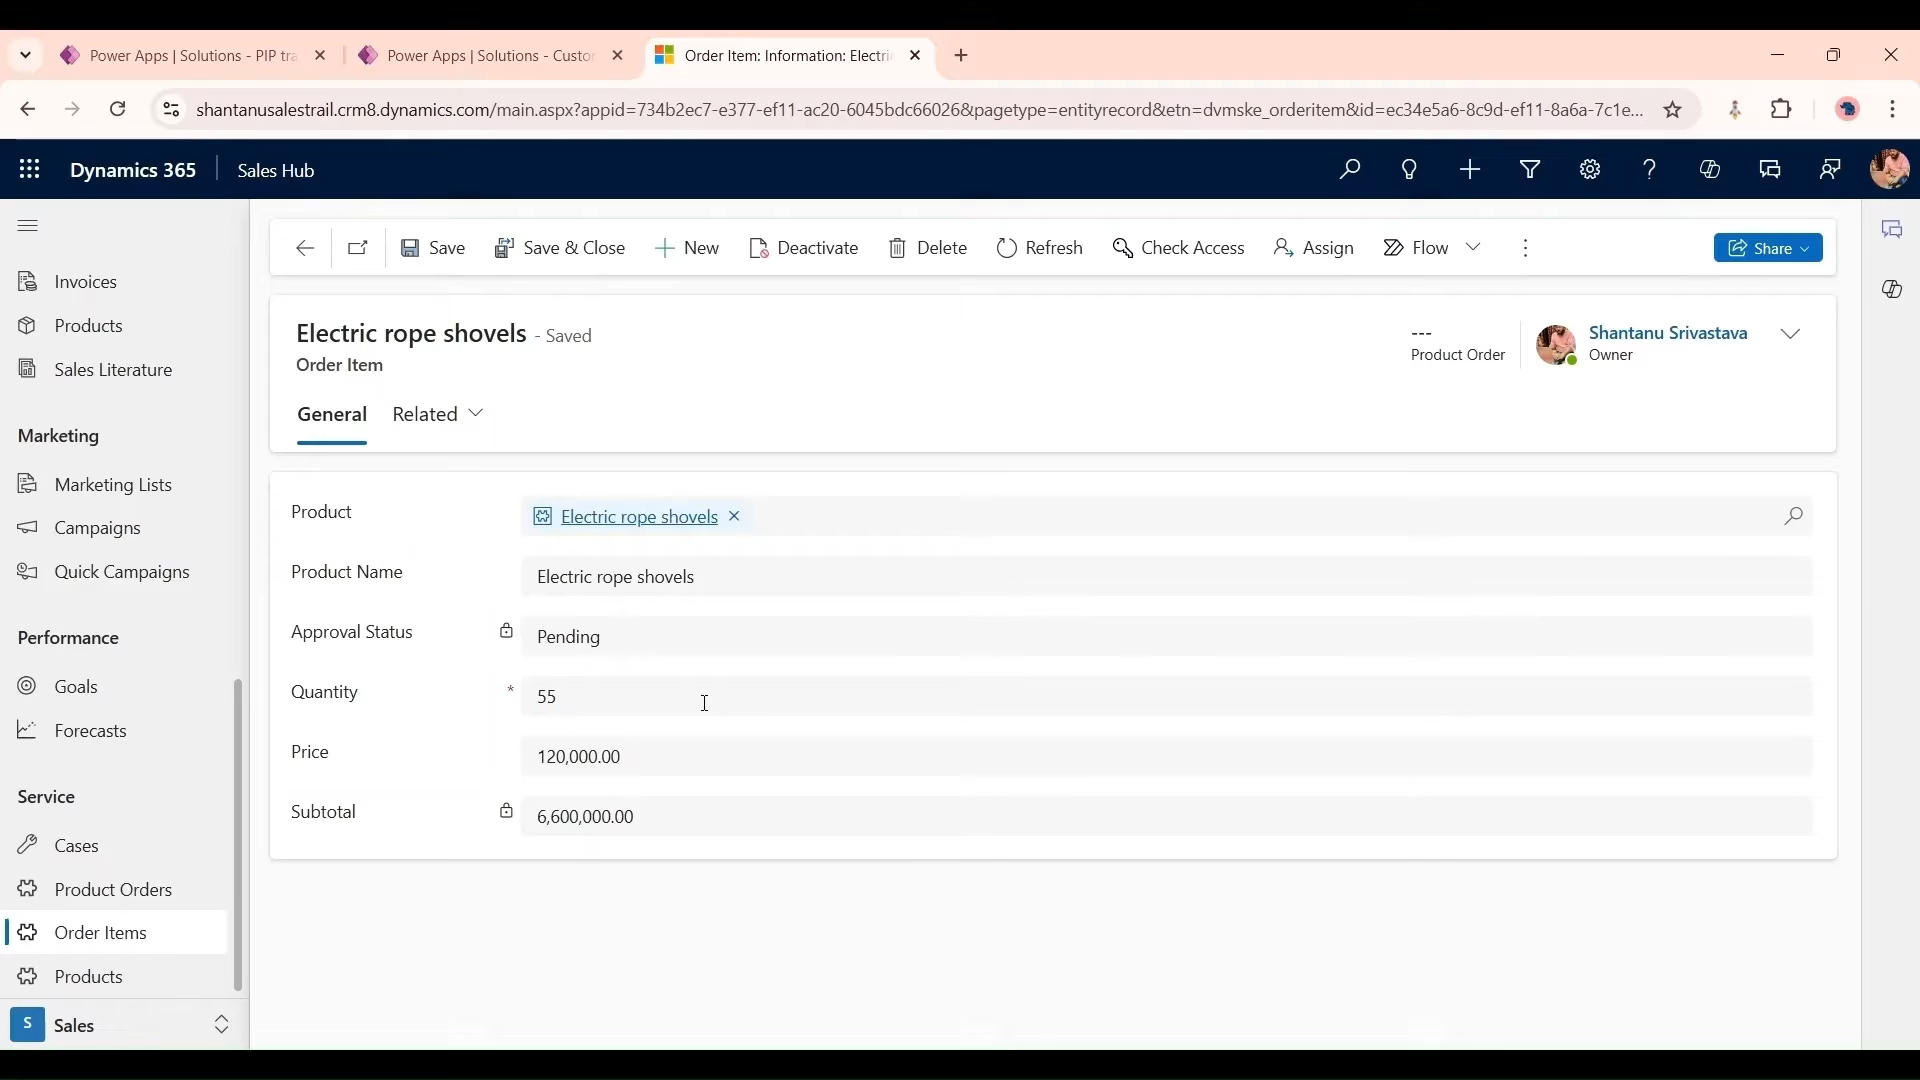 Power Apps | Solutions - PIP tra
Power Apps | Solutions - Custo
Order Item: Information: Electri
shantanusalestrail.crm8.dynamics.com/main.aspx?appid=734b2ec7-e377-ef11-ac20-6045bdc66026&pagetype=entityrecord&etn=dvmske_orderitem&id=ec34e5a6-8c9d-ef11-8a6a-7c1e...
Dynamics 365
Sales Hub
Save
Save & Close
New
Deactivate
Delete
Refresh
Check Access
Assign
Flow
Share
Invoices
Products
Sales Literature
Marketing
Marketing Lists
Campaigns
Quick Campaigns
Performance
Goals
Forecasts
Service
Cases
Product Orders
Order Items
Products
S
Sales
Electric rope shovels - Saved
Order Item
---
Product Order
Shantanu Srivastava
Owner
General
Related
Product
Electric rope shovels
Product Name
Electric rope shovels
Approval Status
Pending
Quantity *
55
Price
120,000.00
Subtotal
6,600,000.00